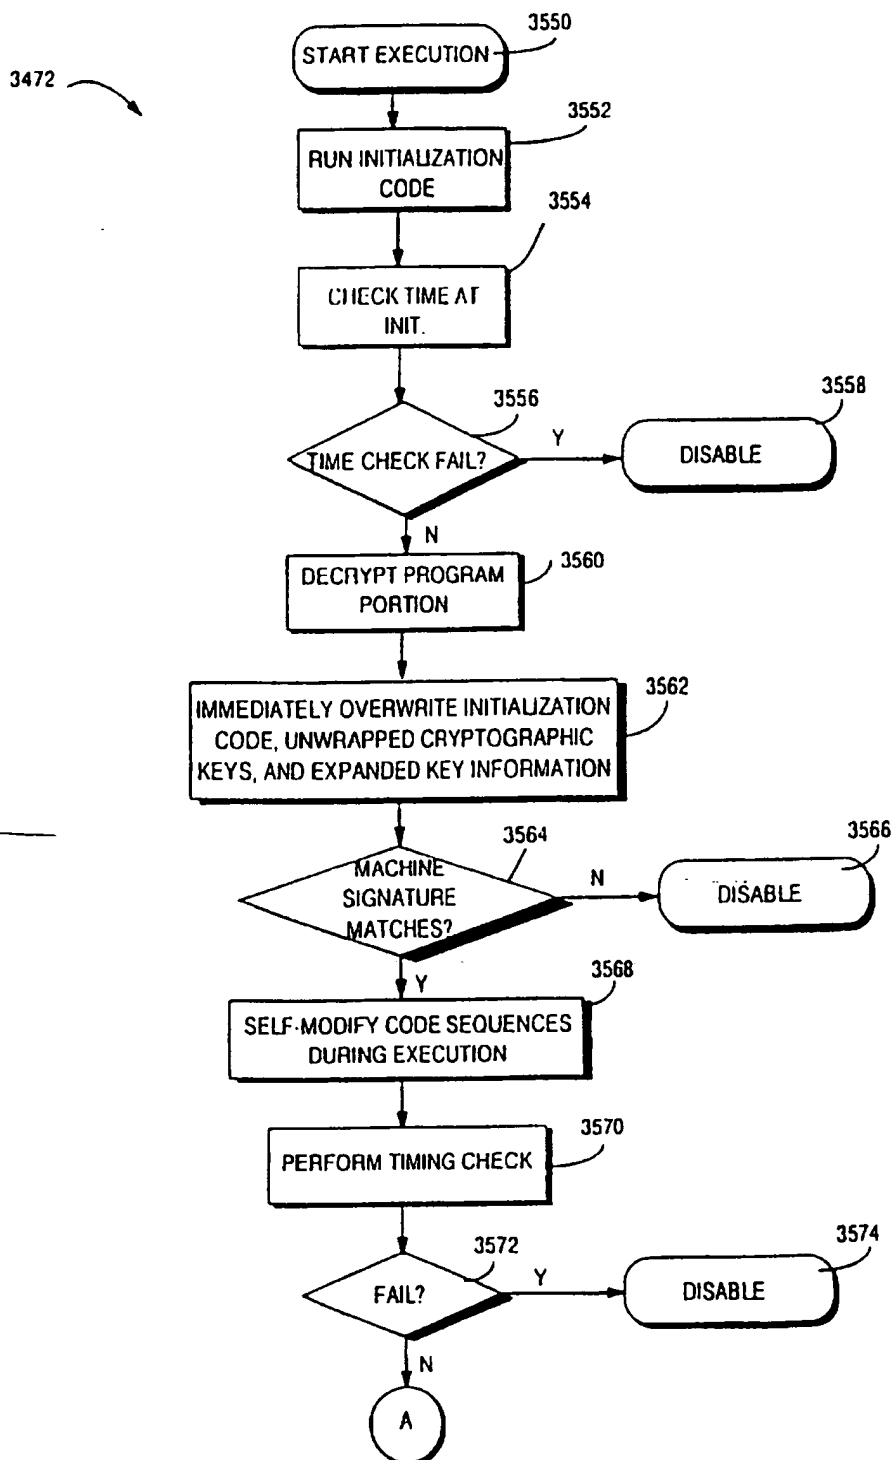 3550
START EXECUTION
3472
3552
RUN INITIALIZATION
CODE
3554
CHECK TIME AT
INIT.
3556
3558
TIME CHECK FAIL?
Y
DISABLE
N
3560
DECRYPT PROGRAM
PORTION
3562
IMMEDIATELY OVERWRITE INITIALIZATION
CODE, UNWRAPPED CRYPTOGRAPHIC
KEYS, AND EXPANDED KEY INFORMATION
3564
3566
MACHINE
SIGNATURE
MATCHES?
N
DISABLE
Y
3568
SELF-MODIFY CODE SEQUENCES
DURING EXECUTION
3570
PERFORM TIMING CHECK
3572
3574
FAIL?
Y
DISABLE
N
A